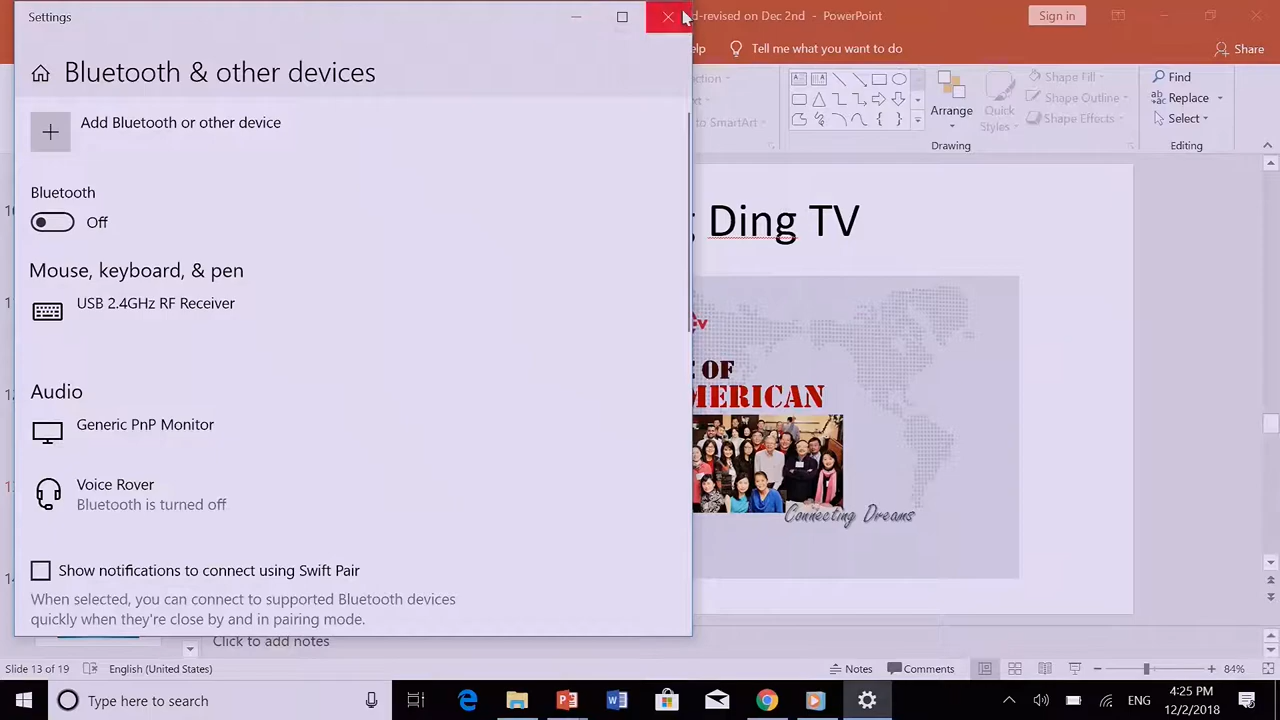 Settings
d-revised on Dec 2nd - PowerPoint
Sign in
elp
Tell me what you want to do
Share
Bluetooth & other devices
Add Bluetooth or other device
Bluetooth
Off
Mouse, keyboard, & pen
USB 2.4GHz RF Receiver
Audio
Generic PnP Monitor
Voice Rover
Bluetooth is turned off
Show notifications to connect using Swift Pair
When selected, you can connect to supported Bluetooth devices
quickly when they're close by and in pairing mode.
to SmartArt
Arrange
Quick
Styles
Shape Fill
Shape Outline
Shape Effects
Drawing
Find
Replace
Select
Editing
Ding TV
OF
MERICAN
Connecting Dreams
Click to add notes
Slide 13 of 19
English (United States)
Notes
Comments
84%
Type here to search
ENG
4:25 PM
12/2/2018